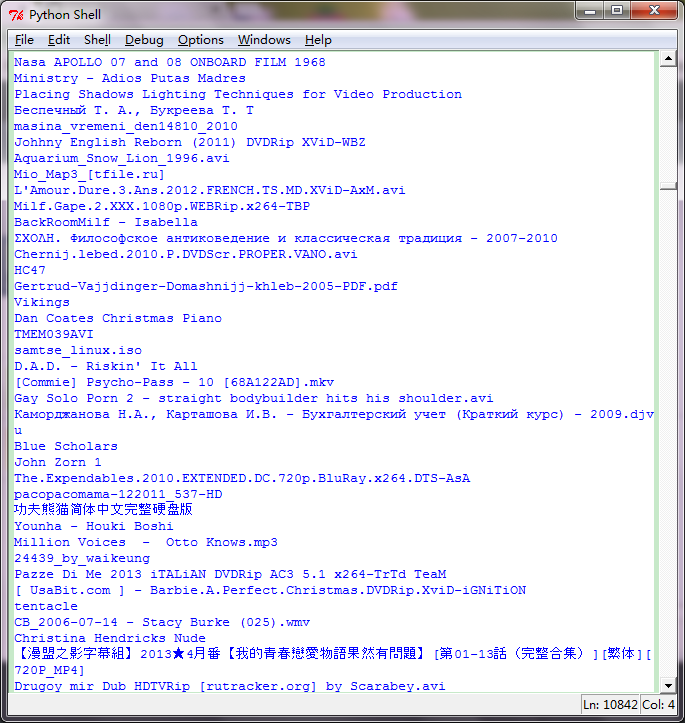 Python Shell
File Edit Shell Debug Options Windows Help
Nasa APOLLO 07 and 08 ONBOARD FILM 1968
Ministry - Adios Putas Madres
Placing Shadows Lighting Techniques for Video Production
Беспечный Т. А., Букреева Т. Т
masina_vremeni_den14810_2010
Johhny English Reborn (2011) DVDRip XViD-WBZ
Aquarium_Snow_Lion_1996.avi
Mio_Map3_[tfile.ru]
L'Amour.Dure.3.Ans.2012.FRENCH.TS.MD.XViD-AxM.avi
Milf.Gape.2.XXX.1080p.WEBRip.x264-TBP
BackRoomMilf - Isabella
ΣΧΟΛΗ. Философское антиковедение и классическая традиция - 2007-2010
Chernij.lebed.2010.P.DVDScr.PROPER.VANO.avi
HC47
Gertrud-Vajjdinger-Domashnijj-khleb-2005-PDF.pdf
Vikings
Dan Coates Christmas Piano
TMEM039AVI
samtse_linux.iso
D.A.D. - Riskin' It All
[Commie] Psycho-Pass - 10 [68A122AD].mkv
Gay Solo Porn 2 - straight bodybuilder hits his shoulder.avi
Каморджанова Н.А., Карташова И.В. - Бухгалтерский учет (Краткий курс) - 2009.djv
u
Blue Scholars
John Zorn 1
The.Expendables.2010.EXTENDED.DC.720p.BluRay.x264.DTS-AsA
pacopacomama-122011_537-HD
功夫熊猫简体中文完整硬盘版
Younha - Houki Boshi
Million Voices  -  Otto Knows.mp3
24439_by_waikeung
Pazze Di Me 2013 iTALiAN DVDRip AC3 5.1 x264-TrTd TeaM
[ UsaBit.com ] - Barbie.A.Perfect.Christmas.DVDRip.XviD-iGNiTiON
tentacle
CB_2006-07-14 - Stacy Burke (025).wmv
Christina Hendricks Nude
【漫盟之影字幕組】2013★4月番【我的青春戀愛物語果然有問題】[第01-13話（完整合集）][繁体][
720P_MP4]
Drugoy mir Dub HDTVRip [rutracker.org] by Scarabey.avi
Ln: 10842 Col: 4